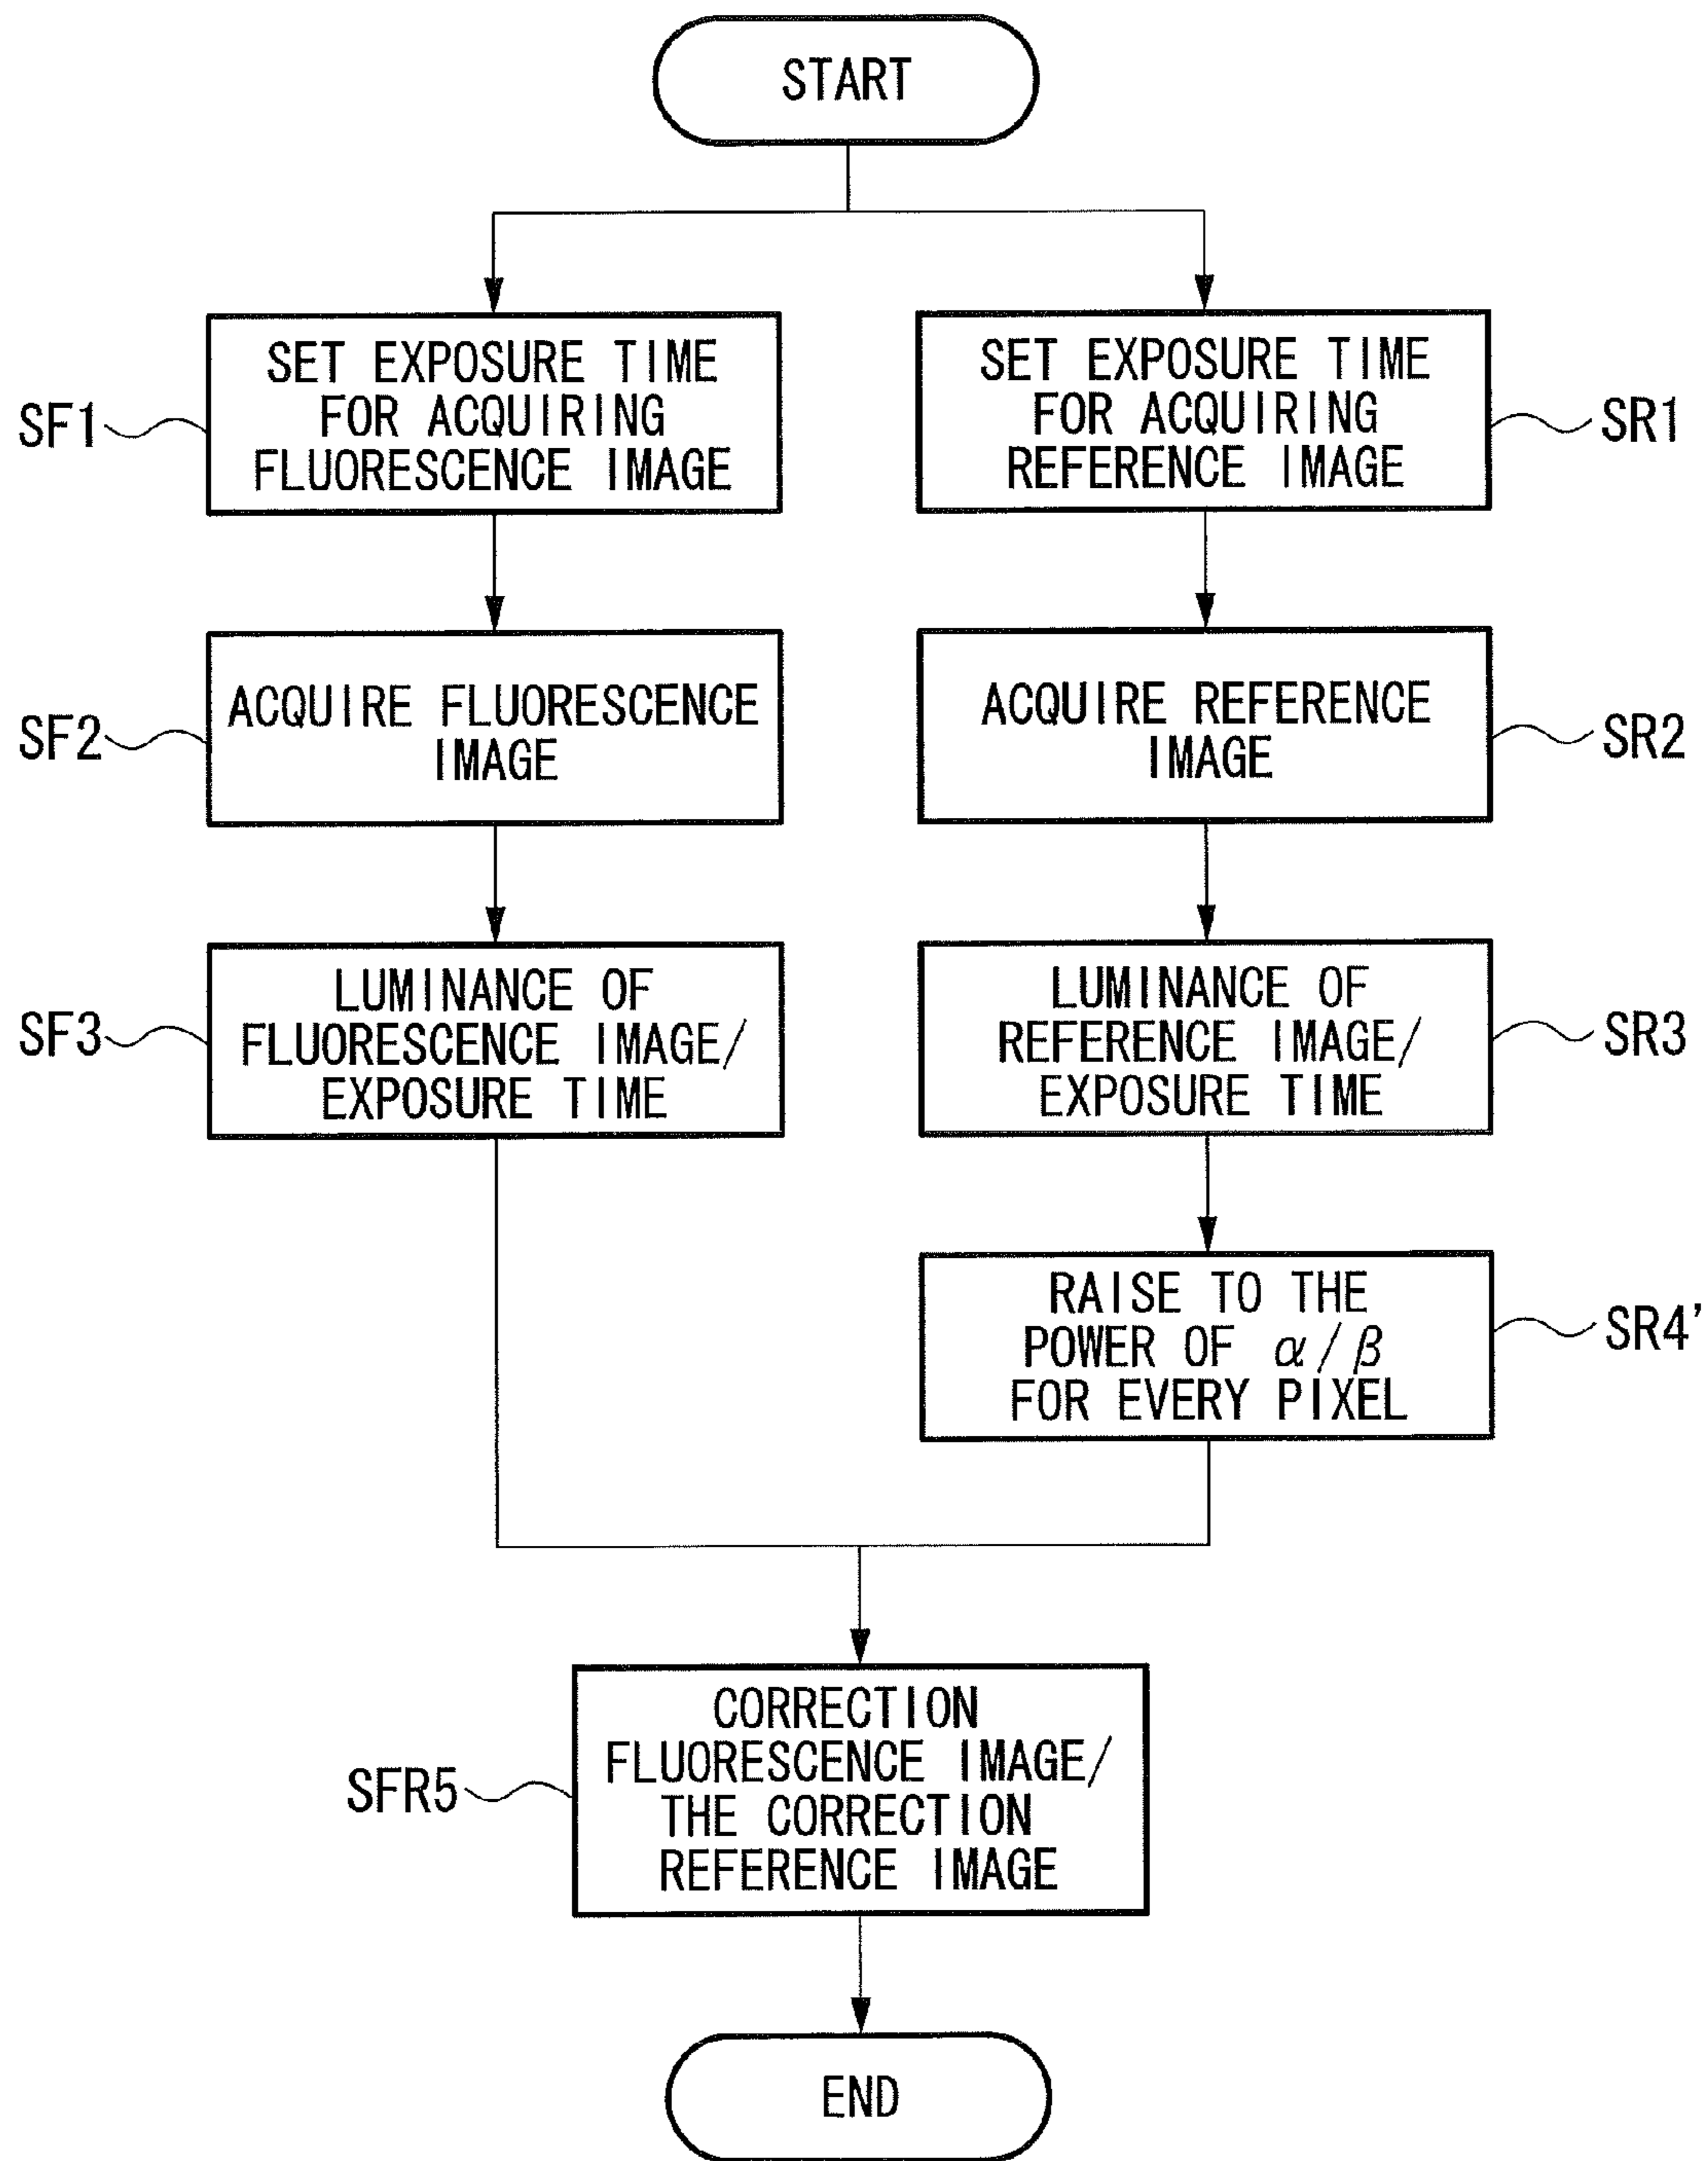 START
SET EXPOSURE TIME
FOR ACQUIRING
FLUORESCENCE IMAGE
SF1
SET EXPOSURE TIME
FOR ACQUIRING
REFERENCE IMAGE
SR1
ACQUIRE FLUORESCENCE
IMAGE
SF2
ACQUIRE REFERENCE
IMAGE
SR2
LUMINANCE OF
FLUORESCENCE IMAGE/
EXPOSURE TIME
SF3
LUMINANCE OF
REFERENCE IMAGE/
EXPOSURE TIME
SR3
RAISE TO THE
POWER OF α/β
FOR EVERY PIXEL
SR4'
CORRECTION
FLUORESCENCE IMAGE/
THE CORRECTION
REFERENCE IMAGE
SFR5
END